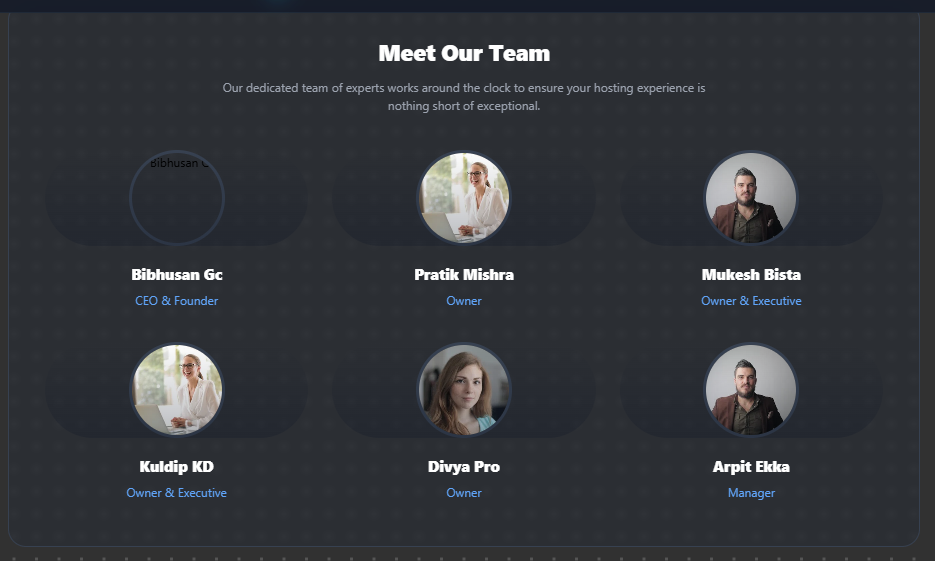 Meet Our Team
Our dedicated team of experts works around the clock to ensure your hosting experience is
nothing short of exceptional.
Bibhusan G
Bibhusan Gc
CEO & Founder
Pratik Mishra
Owner
Mukesh Bista
Owner & Executive
Kuldip KD
Owner & Executive
Divya Pro
Owner
Arpit Ekka
Manager